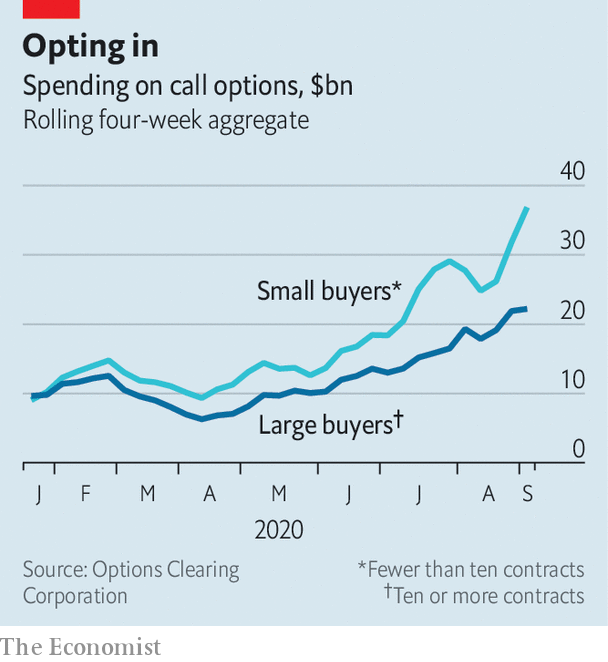 Opting in
Spending on call options, $bn
Rolling four-week aggregate
40
30
Small buyers*
20
10
Large buyers†
0
J F M A M J J A S
2020
Source: Options Clearing
Corporation
*Fewer than ten contracts
†Ten or more contracts
The Economist